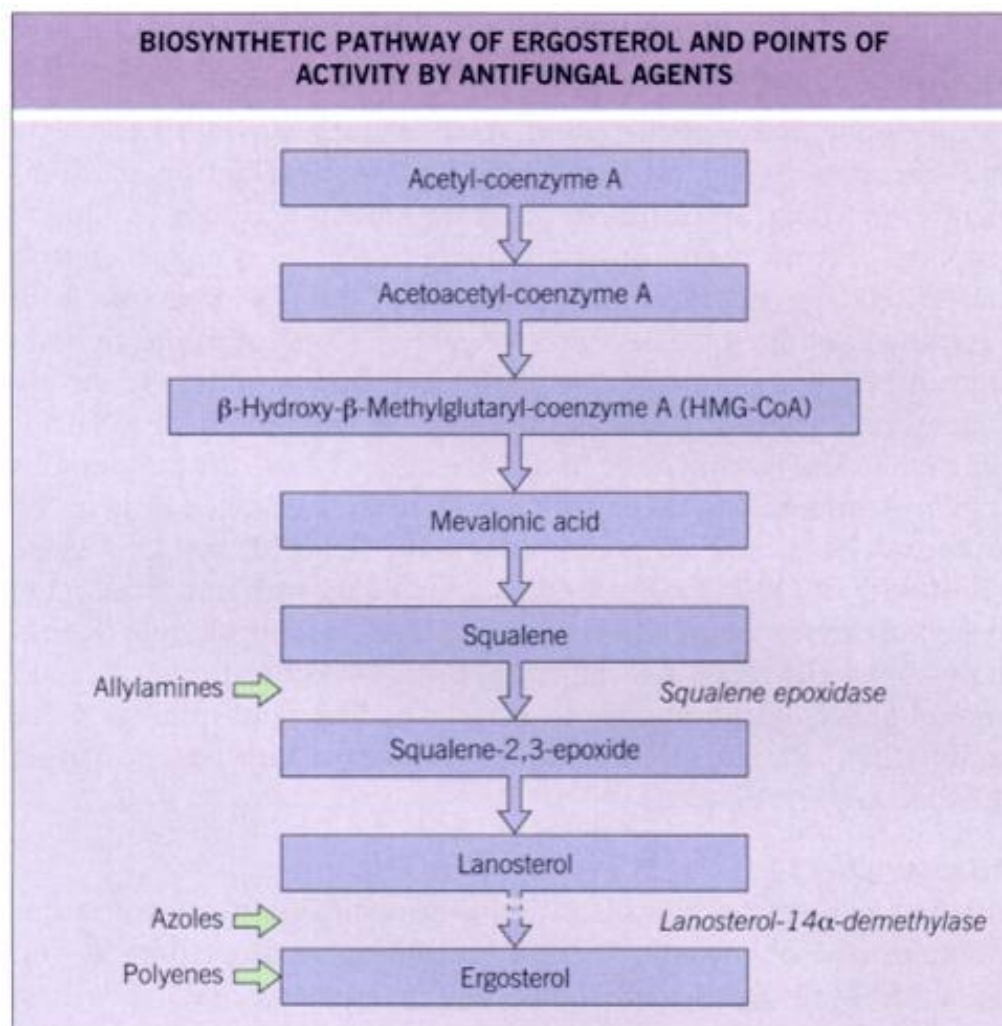 BIOSYNTHETIC PATHWAY OF ERGOSTEROL AND POINTS OF
ACTIVITY BY ANTIFUNGAL AGENTS
Acetyl-coenzyme A
Acetoacetyl-coenzyme A
β-Hydroxy-β-Methylglutaryl-coenzyme A (HMG-CoA)
Mevalonic acid
Squalene
Allylamines
Squalene epoxidase
Squalene-2,3-epoxide
Lanosterol
Azoles
Lanosterol-14α-demethylase
Polyenes
Ergosterol